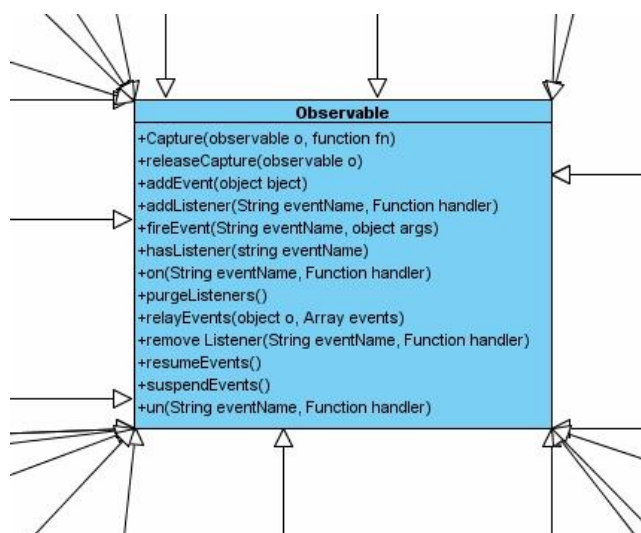 Observable
+Capture(observable o, function fn)
+releaseCapture(observable o)
+addEvent(object bject)
+addListener(String eventName, Function handler)
+fireEvent(String eventName, object args)
+hasListener(string eventName)
+on(String eventName, Function handler)
+purgeListeners()
+relayEvents(object o, Array events)
+remove Listener(String eventName, Function handler)
+resumeEvents()
+suspendEvents()
+un(String eventName, Function handler)